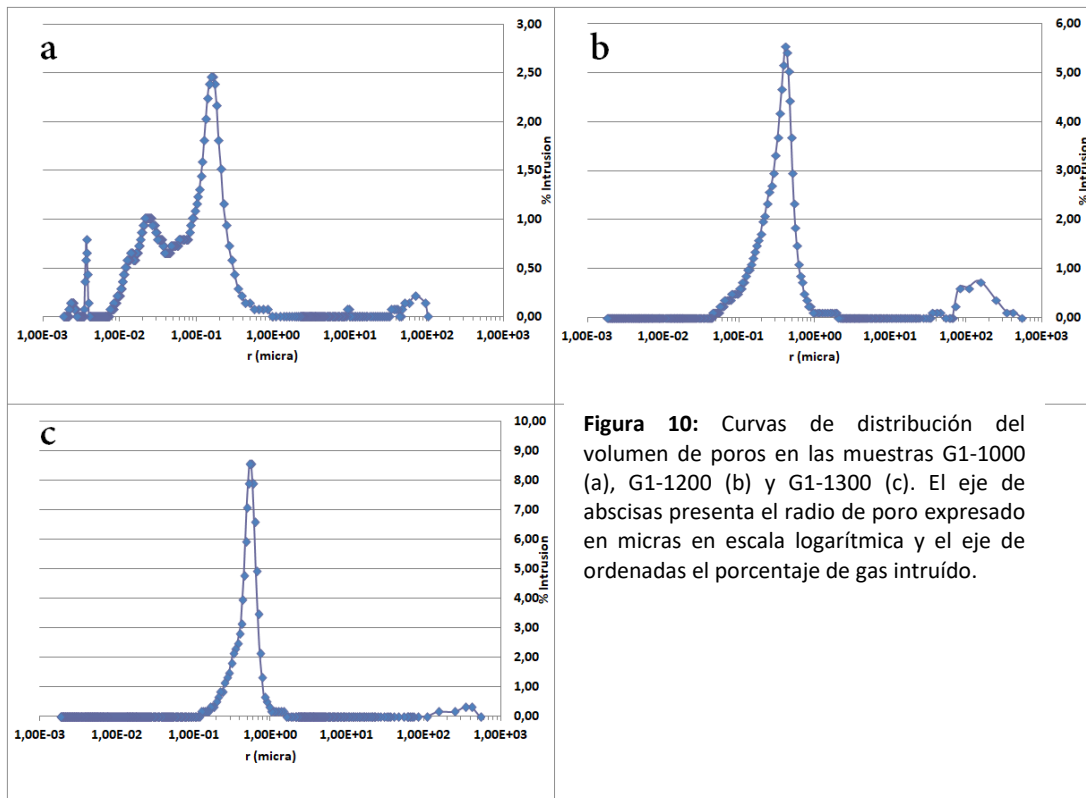 a
3,00
2,50
2,00
1,50
1,00
0,50
0,00
% Intrusion
1,00E-03 1,00E-02 1,00E-01 1,00E+00 1,00E+01 1,00E+02 1,00E+03
r (micra)
b
6,00
5,00
4,00
3,00
2,00
1,00
0,00
% Intrusion
1,00E-03 1,00E-02 1,00E-01 1,00E+00 1,00E+01 1,00E+02 1,00E+03
r (micra)
c
10,00
9,00
8,00
7,00
6,00
5,00
4,00
3,00
2,00
1,00
0,00
% Intrusion
1,00E-03 1,00E-02 1,00E-01 1,00E+00 1,00E+01 1,00E+02 1,00E+03
r (micra)
Figura 10: Curvas de distribución del
volumen de poros en las muestras G1-1000
(a), G1-1200 (b) y G1-1300 (c). El eje de
abscisas presenta el radio de poro expresado
en micras en escala logarítmica y el eje de
ordenadas el porcentaje de gas intruído.